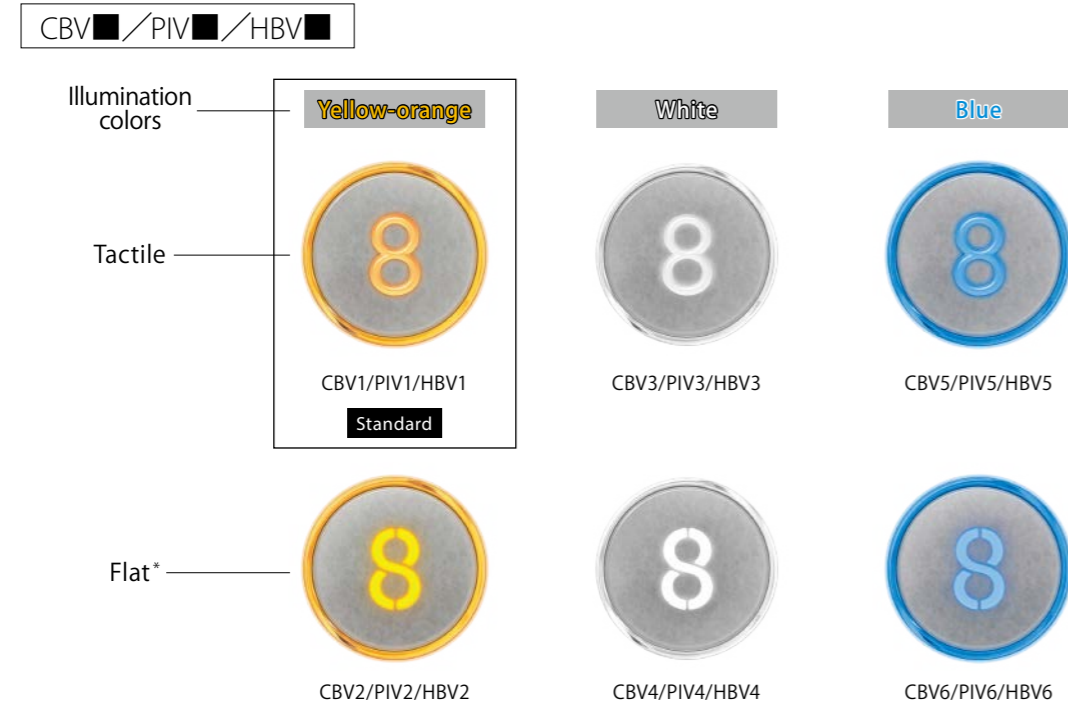 CBV■／PIV■／HBV■
Illumination
colors
Yellow-orange
White
Blue
Tactile
8
8
8
CBV1/PIV1/HBV1
CBV3/PIV3/HBV3
CBV5/PIV5/HBV5
Standard
Flat*
8
8
8
CBV2/PIV2/HBV2
CBV4/PIV4/HBV4
CBV6/PIV6/HBV6